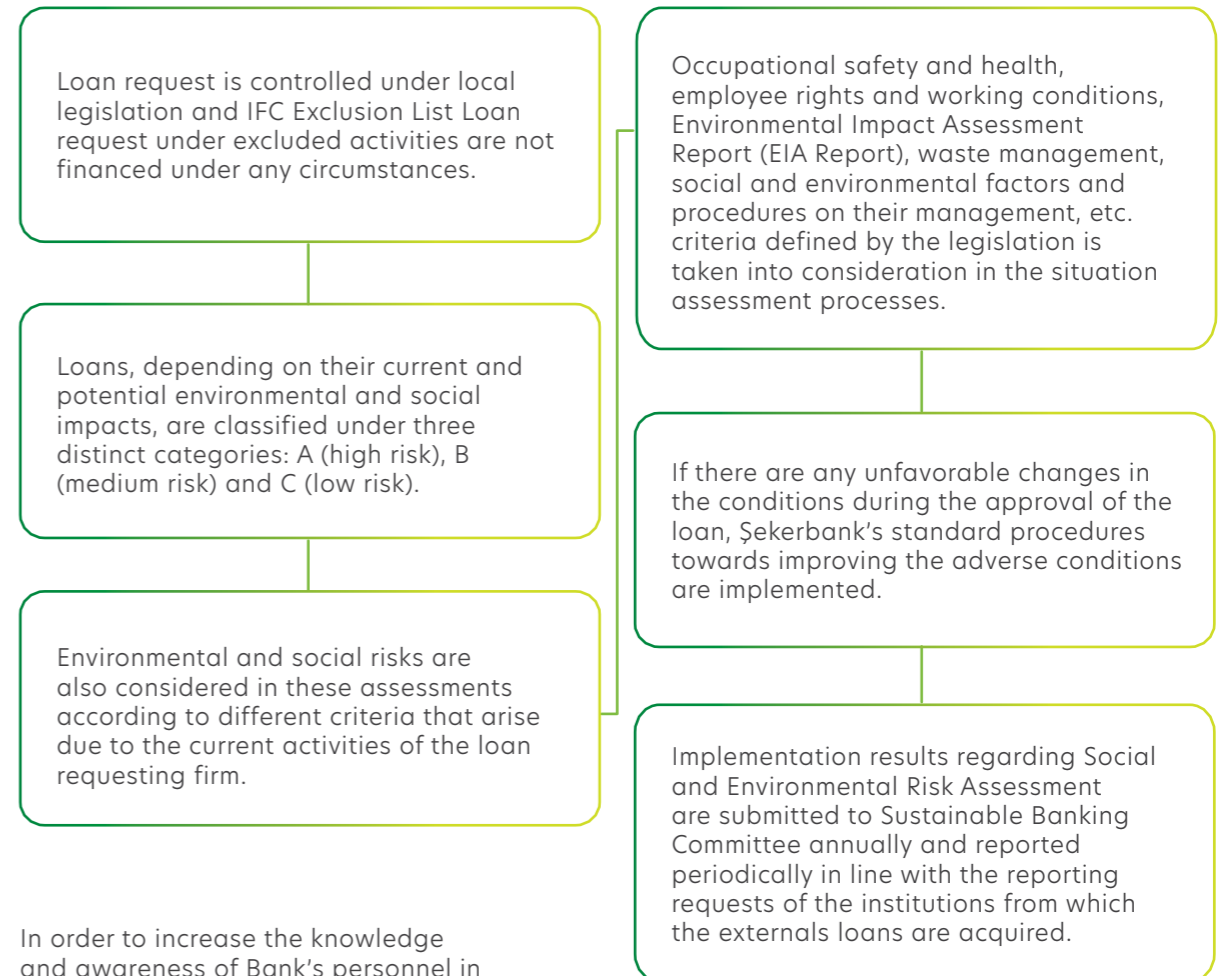 Loan request is controlled under local
legislation and IFC Exclusion List Loan
request under excluded activities are not
financed under any circumstances.
Loans, depending on their current and
potential environmental and social
impacts, are classified under three
distinct categories: A (high risk), B
(medium risk) and C (low risk).
Environmental and social risks are
also considered in these assessments
according to different criteria that arise
due to the current activities of the loan
requesting firm.
Occupational safety and health,
employee rights and working conditions,
Environmental Impact Assessment
Report (EIA Report), waste management,
social and environmental factors and
procedures on their management, etc.
criteria defined by the legislation is
taken into consideration in the situation
assessment processes.
If there are any unfavorable changes in
the conditions during the approval of the
loan, Şekerbank’s standard procedures
towards improving the adverse conditions
are implemented.
Implementation results regarding Social
and Environmental Risk Assessment
are submitted to Sustainable Banking
Committee annually and reported
periodically in line with the reporting
requests of the institutions from which
the externals loans are acquired.
In order to increase the knowledge
and awareness of Bank’s personnel in